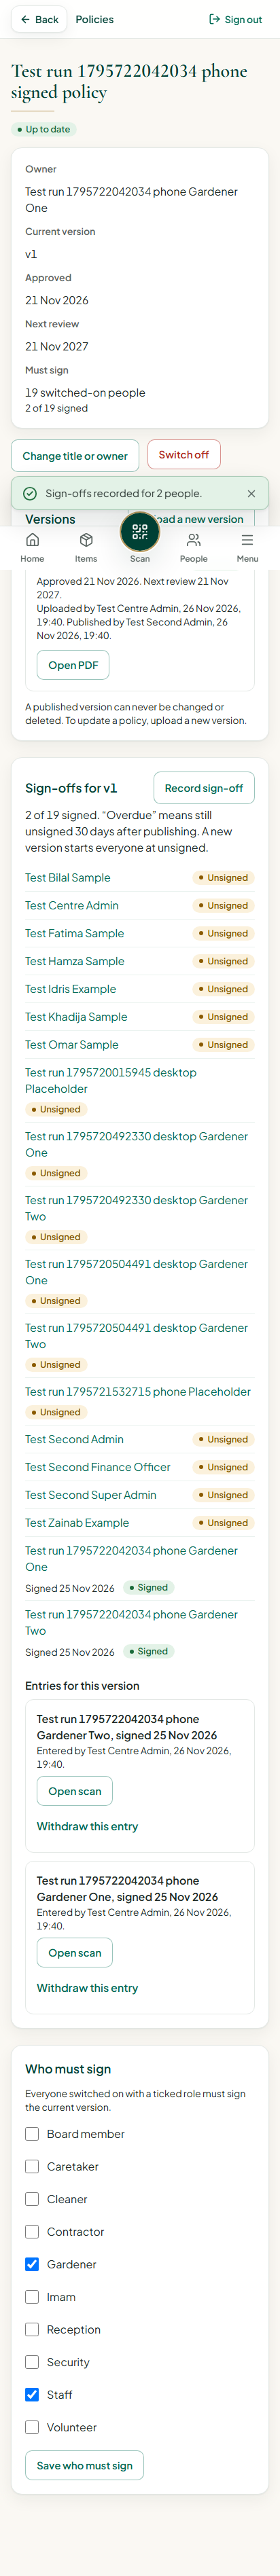 Back
Policies
Sign out
Test run 1795722042034 phone
signed policy
Up to date
Owner
Test run 1795722042034 phone Gardener
One
Current version
v1
Approved
21 Nov 2026
Next review
21 Nov 2027
Must sign
19 switched-on people
2 of 19 signed
Change title or owner
Switch off
Sign-offs recorded for 2 people.
Versions
oad a new version
Home
Items
Scan
People
Menu
Approved 21 Nov 2026. Next review 21 Nov
2027.
Uploaded by Test Centre Admin, 26 Nov 2026,
19:40. Published by Test Second Admin, 26
Nov 2026, 19:40.
Open PDF
A published version can never be changed or
deleted. To update a policy, upload a new version.
Sign-offs for v1
Record sign-off
2 of 19 signed. “Overdue” means still
unsigned 30 days after publishing. A new
version starts everyone at unsigned.
Test Bilal Sample
Unsigned
Test Centre Admin
Unsigned
Test Fatima Sample
Unsigned
Test Hamza Sample
Unsigned
Test Idris Example
Unsigned
Test Khadija Sample
Unsigned
Test Omar Sample
Unsigned
Test run 1795720015945 desktop
Placeholder
Unsigned
Test run 1795720492330 desktop Gardener
One
Unsigned
Test run 1795720492330 desktop Gardener
Two
Unsigned
Test run 1795720504491 desktop Gardener
One
Unsigned
Test run 1795720504491 desktop Gardener
Two
Unsigned
Test run 1795721532715 phone Placeholder
Unsigned
Test Second Admin
Unsigned
Test Second Finance Officer
Unsigned
Test Second Super Admin
Unsigned
Test Zainab Example
Unsigned
Test run 1795722042034 phone Gardener
One
Signed 25 Nov 2026
Signed
Test run 1795722042034 phone Gardener
Two
Signed 25 Nov 2026
Signed
Entries for this version
Test run 1795722042034 phone
Gardener Two, signed 25 Nov 2026
Entered by Test Centre Admin, 26 Nov 2026,
19:40.
Open scan
Withdraw this entry
Test run 1795722042034 phone
Gardener One, signed 25 Nov 2026
Entered by Test Centre Admin, 26 Nov 2026,
19:40.
Open scan
Withdraw this entry
Who must sign
Everyone switched on with a ticked role must sign
the current version.
Board member
Caretaker
Cleaner
Contractor
Gardener
Imam
Reception
Security
Staff
Volunteer
Save who must sign